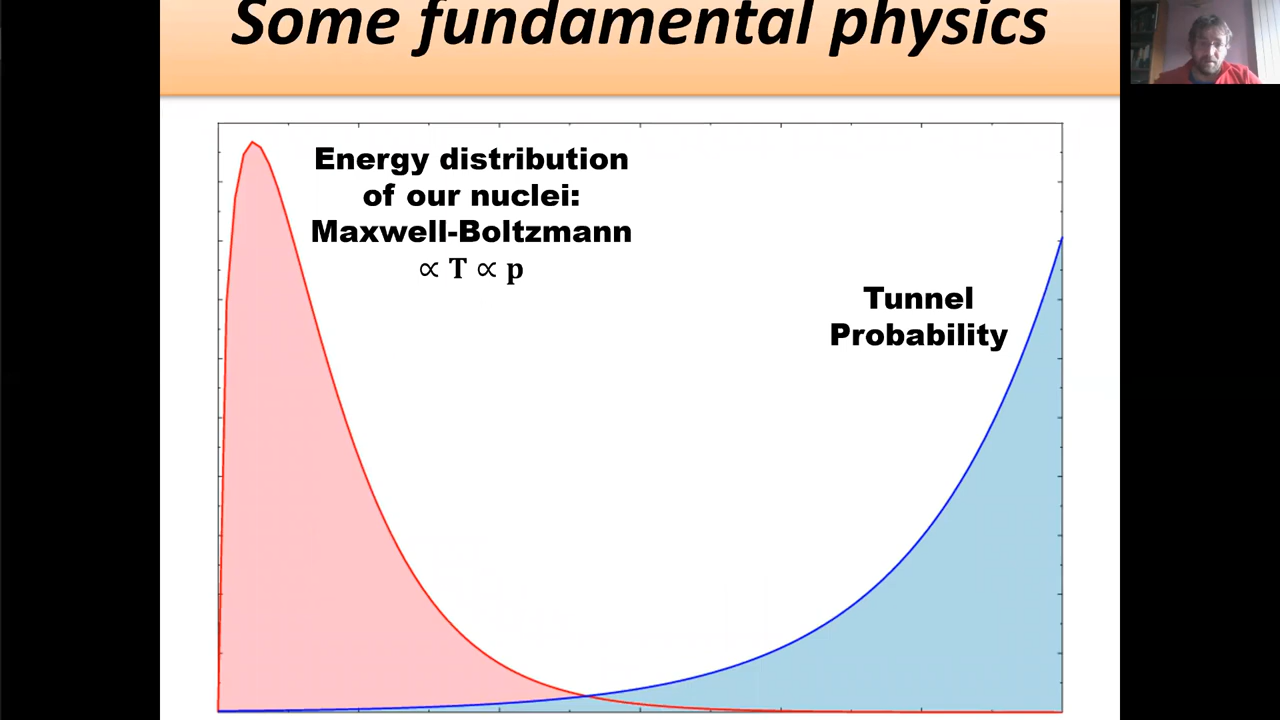 Some fundamental physics
Energy distribution
of our nuclei:
Maxwell-Boltzmann
∝ T ∝ p
Tunnel
Probability